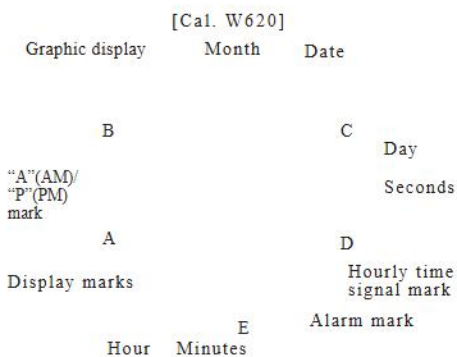 [Cal. W620]
Graphic display
Month
Date
B
C
Day
“A”(AM)/
“P”(PM)
mark
Seconds
A
D
Display marks
Hourly time
signal mark
E
Alarm mark
Hour
Minutes